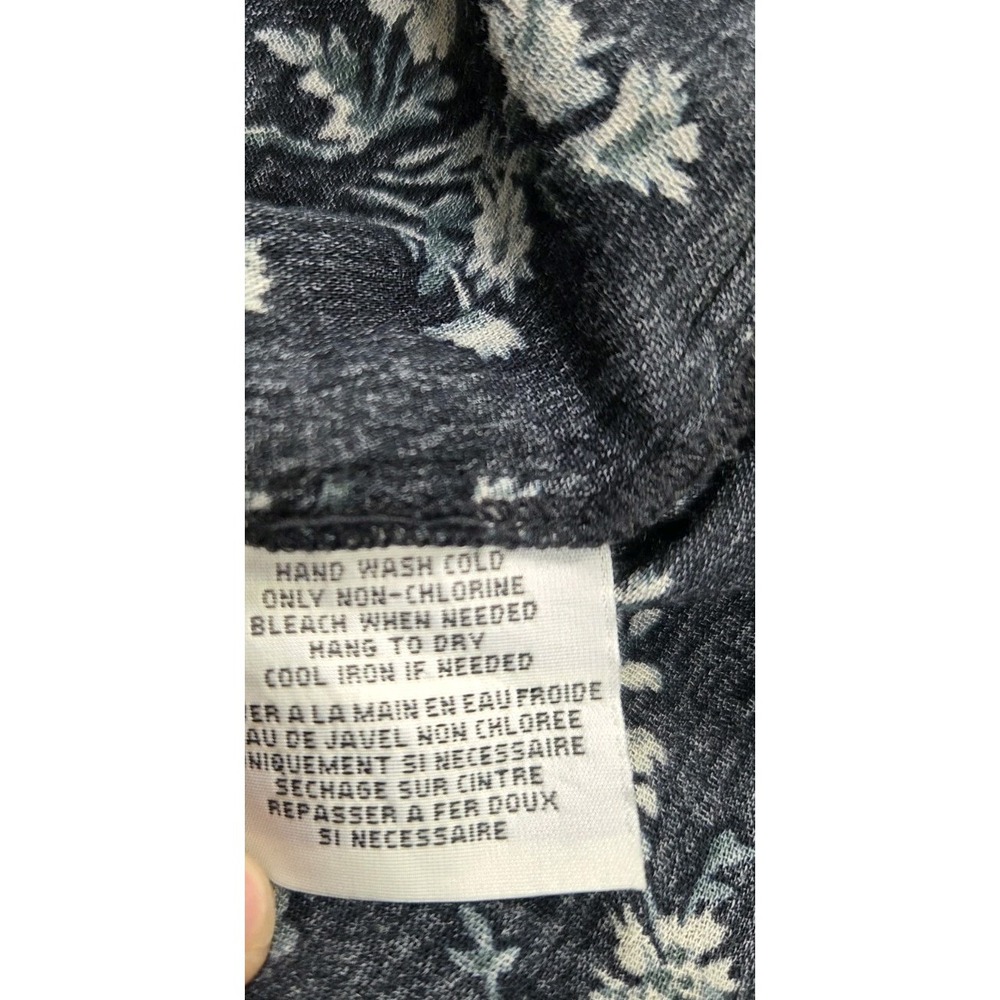 HAND WASH COLD
ONLY NON-CHLORINE
BLEACH WHEN NEEDED
HANG TO DRY
COOL IRON IF NEEDED
ER A LA MAIN EN EAU FROIDE
AU DE JAVEL NON CHLOREE
NIQUEMENT SI NECESSAIRE
SECHAGE SUR CINTRE
REPASSER A FER DOUX
SI NECESSAIRE